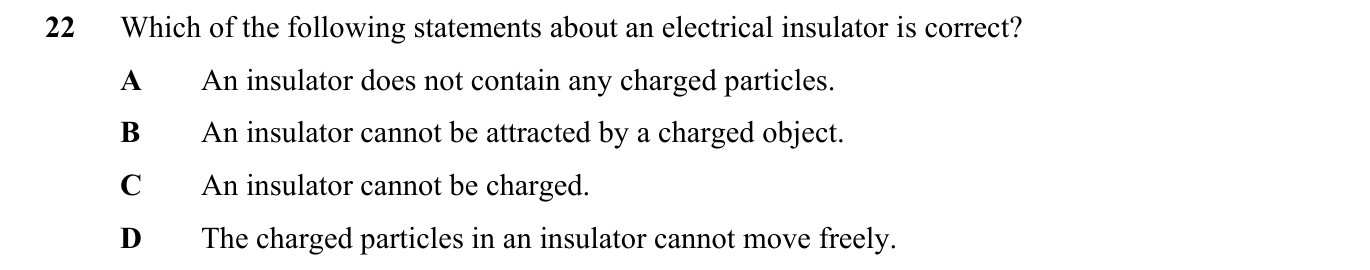 22 Which of the following statements about an electrical insulator is correct?
A An insulator does not contain any charged particles.
B An insulator cannot be attracted by a charged object.
C An insulator cannot be charged.
D The charged particles in an insulator cannot move freely.